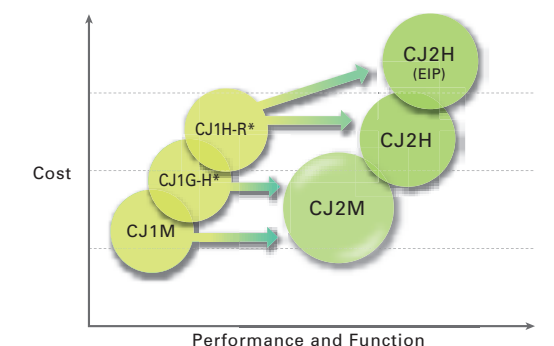 CJ2H
(EIP)
CJ1H-R*
CJ2H
Cost
CJ1G-H*
CJ2M
CJ1M
Performance and Function